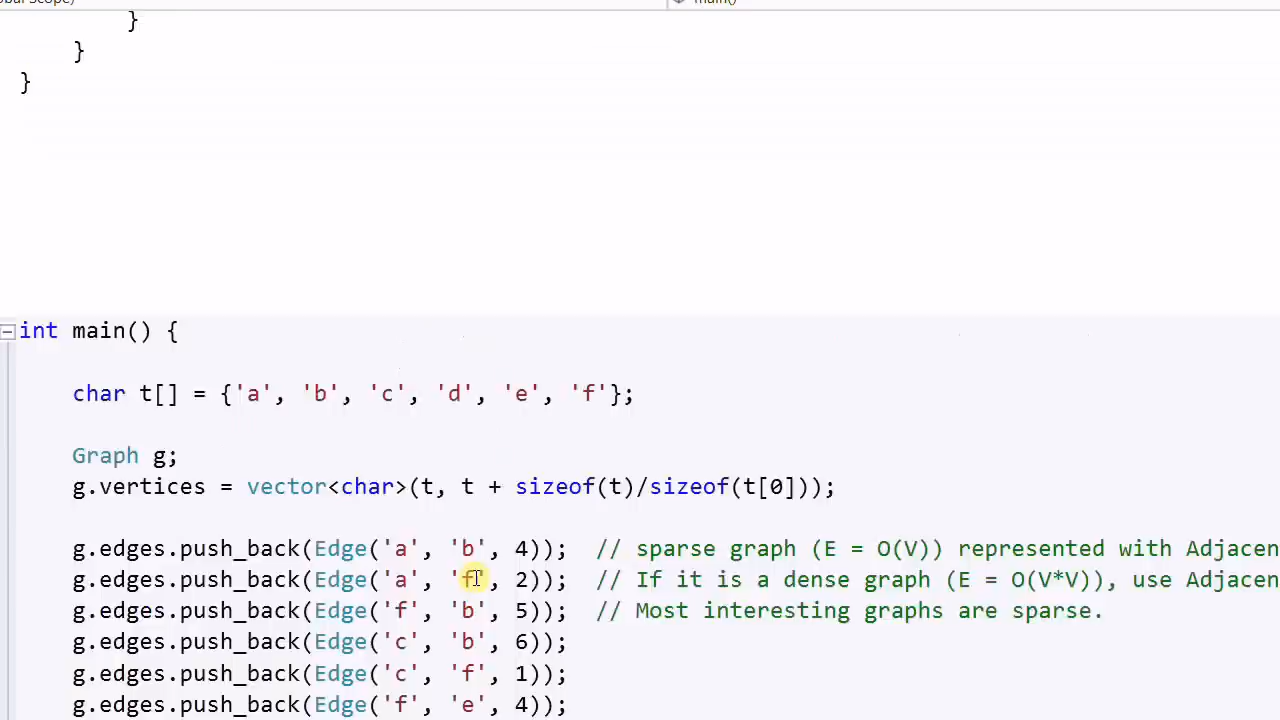 main()
}
}
}
int main() {
char t[] = {'a', 'b', 'c', 'd', 'e', 'f'};
Graph g;
g.vertices = vector<char>(t, t + sizeof(t)/sizeof(t[0]));
g.edges.push_back(Edge('a', 'b', 4)); // sparse graph (E = O(V)) represented with Adjacen
g.edges.push_back(Edge('a', 'f', 2)); // If it is a dense graph (E = O(V*V)), use Adjacen
g.edges.push_back(Edge('f', 'b', 5)); // Most interesting graphs are sparse.
g.edges.push_back(Edge('c', 'b', 6));
g.edges.push_back(Edge('c', 'f', 1));
g.edges.push_back(Edge('f', 'e', 4));